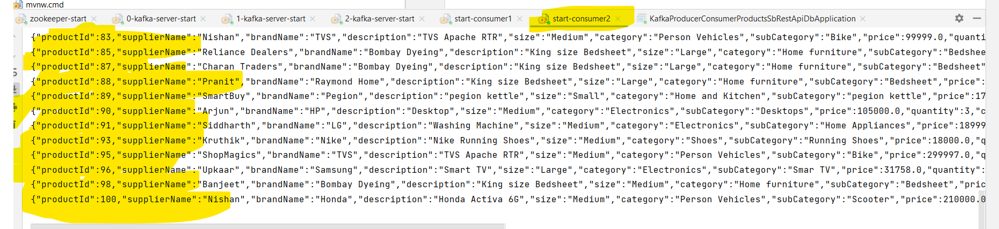 mvnw.cmd
zookeeper-start 0-kafka-server-start 1-kafka-server-start 2-kafka-server-start start-consumer1 start-consumer2 KafkaProducerConsumerProductsSbRestApiDbApplication
{"productId":83,"supplierName":"Nishan","brandName":"TVS","description":"TVS Apache RTR","size":"Medium","category":"Person Vehicles","subCategory":"Bike","price":99999.0,"quanti
{"productId":85,"supplierName":"Reliance Dealers","brandName":"Bombay Dyeing","description":"King size Bedsheet","size":"Large","category":"Home furniture","subCategory":"Bedshee
{"productId":87,"supplierName":"Charan Traders","brandName":"Bombay Dyeing","description":"King size Bedsheet","size":"Large","category":"Home furniture","subCategory":"Bedsheet"
{"productId":88,"supplierName":"Pranit","brandName":"Raymond Home","description":"King size Bedsheet","size":"Large","category":"Home furniture","subCategory":"Bedsheet","price":
{"productId":89,"supplierName":"SmartBuy","brandName":"Pegion","description":"pegion kettle","size":"Small","category":"Home and Kitchen","subCategory":"pegion kettle","price":17
{"productId":90,"supplierName":"Arjun","brandName":"HP","description":"Desktop","size":"Medium","category":"Electronics","subCategory":"Desktops","price":105000.0,"quantity":3,"c
{"productId":91,"supplierName":"Siddharth","brandName":"LG","description":"Washing Machine","size":"Medium","category":"Electronics","subCategory":"Home Appliances","price":18999
{"productId":93,"supplierName":"Kruthik","brandName":"Nike","description":"Nike Running Shoes","size":"Medium","category":"Shoes","subCategory":"Running Shoes","price":18000.0,"q
{"productId":95,"supplierName":"ShopMagics","brandName":"TVS","description":"TVS Apache RTR","size":"Medium","category":"Person Vehicles","subCategory":"Bike","price":299997.0,"q
{"productId":96,"supplierName":"Upkaar","brandName":"Samsung","description":"Smart TV","size":"Large","category":"Electronics","subCategory":"Smar TV","price":31758.0,"quantity":
{"productId":98,"supplierName":"Banjeet","brandName":"Bombay Dyeing","description":"King size Bedsheet","size":"Medium","category":"Home furniture","subCategory":"Bedsheet","pric
{"productId":100,"supplierName":"Nishan","brandName":"Honda","description":"Honda Activa 6G","size":"Medium","category":"Person Vehicles","subCategory":"Scooter","price":210000.0